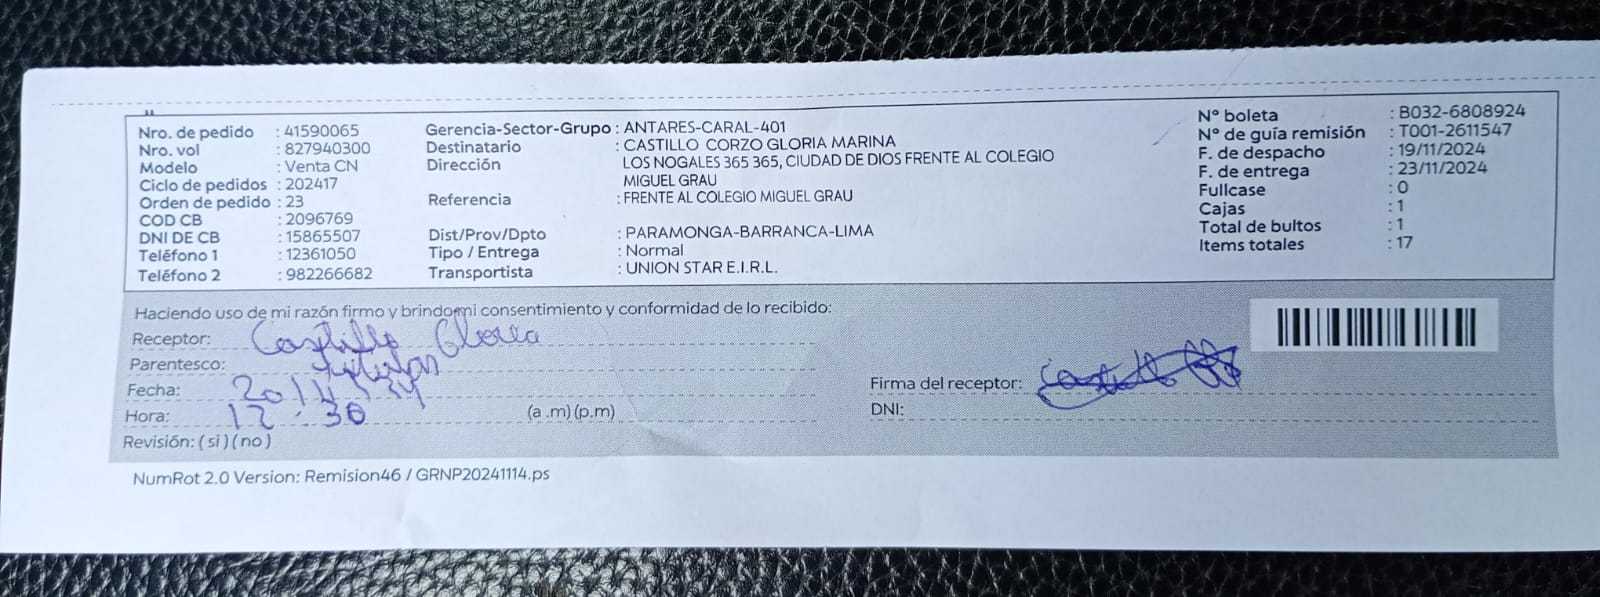 Nro. de pedido : 41590065
Nro. vol : 827940300
Modelo : Venta CN
Ciclo de pedidos : 202417
Orden de pedido : 23
COD CB : 2096769
DNI DE CB : 15865507
Teléfono 1 : 12361050
Teléfono 2 : 982266682
Gerencia-Sector-Grupo : ANTARES-CARAL-401
Destinatario : CASTILLO CORZO GLORIA MARINA
Dirección LOS NOGALES 365 365, CIUDAD DE DIOS FRENTE AL COLEGIO
MIGUEL GRAU
Referencia : FRENTE AL COLEGIO MIGUEL GRAU
Dist/Prov/Dpto : PARAMONGA-BARRANCA-LIMA
Tipo / Entrega : Normal
Transportista : UNION STAR E.I.R.L.
N° boleta : B032-6808924
N° de guía remisión : T001-2611547
F. de despacho : 19/11/2024
F. de entrega : 23/11/2024
Fullcase : 0
Cajas : 1
Total de bultos : 1
Items totales : 17
Haciendo uso de mi razón firmo y brindo mi consentimiento y conformidad de lo recibido:
Receptor: Castillo Gloria
Parentesco: titular
Fecha: 20/11/24
Hora: 12:30 (a .m) (p.m)
Revisión: ( si ) ( no )
Firma del receptor:
DNI:
NumRot 2.0 Version: Remision46 / GRNP20241114.ps